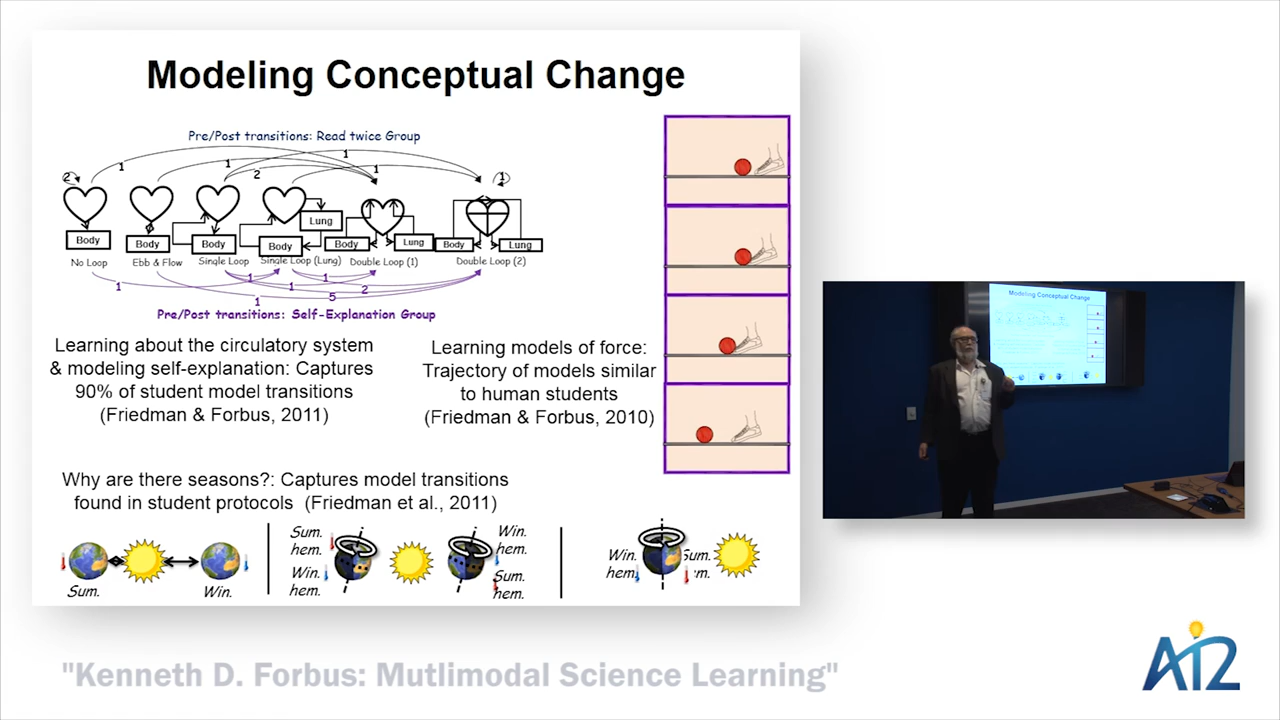 Modeling Conceptual Change
Pre/Post transitions: Read twice Group
1
1
2
1
1
2
1
Lung
Body
Body
Body
Body
Body
Lung
Body
Lung
No Loop
Ebb & Flow
Single Loop
Single Loop (Lung)
Double Loop (1)
Double Loop (2)
1
1
1
1
2
5
1
Pre/Post transitions: Self-Explanation Group
Learning about the circulatory system
& modeling self-explanation: Captures
90% of student model transitions
(Friedman & Forbus, 2011)
Learning models of force:
Trajectory of models similar
to human students
(Friedman & Forbus, 2010)
Why are there seasons?: Captures model transitions
found in student protocols (Friedman et al., 2011)
Sum.
Win.
Sum.
hem.
Win.
hem.
Win.
hem.
Sum.
hem.
Win.
hem.
Sum.
Modeling Conceptual Change
"Kenneth D. Forbus: Mutlimodal Science Learning"
AI2